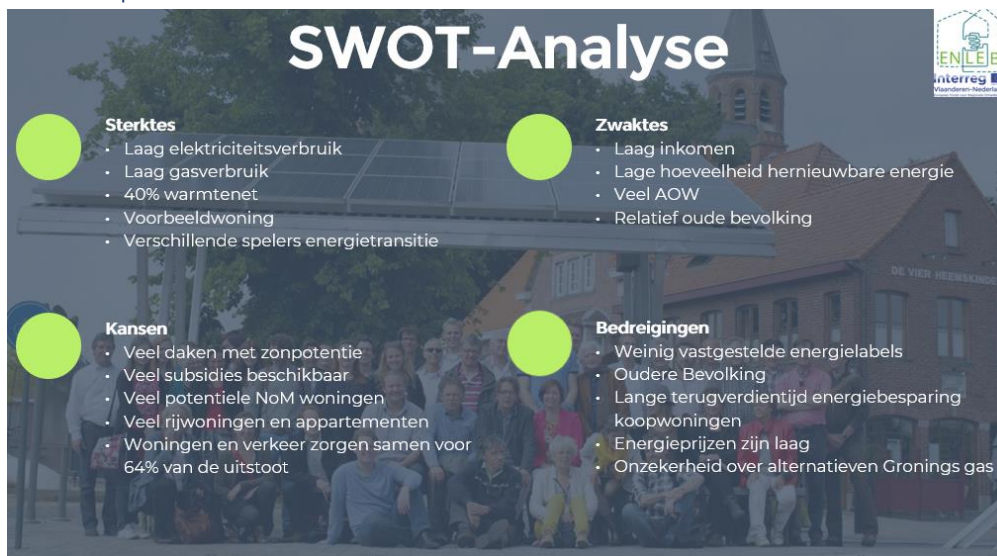 SWOT-Analyse
ENLEB
Interreg
Vlaanderen-Nederla
Sterktes
• Laag elektriciteitsverbruik
• Laag gasverbruik
• 40% warmtenet
• Voorbeeldwoning
• Verschillende spelers energietransitie
Zwaktes
• Laag inkomen
• Lage hoeveelheid hernieuwbare energie
• Veel AOW
• Relatief oude bevolking
DE VIER HEEMSKINDE
Kansen
• Veel daken met zonpotentie
• Veel subsidies beschikbaar
• Veel potentiele NoM woningen
• Veel rijwoningen en appartementen
• Woningen en verkeer zorgen samen voor
64% van de uitstoot
Bedreigingen
• Weinig vastgestelde energielabels
• Oudere Bevolking
• Lange terugverdientijd energiebesparing
koopwoningen
• Energieprijzen zijn laag
• Onzekerheid over alternatieven Gronings gas